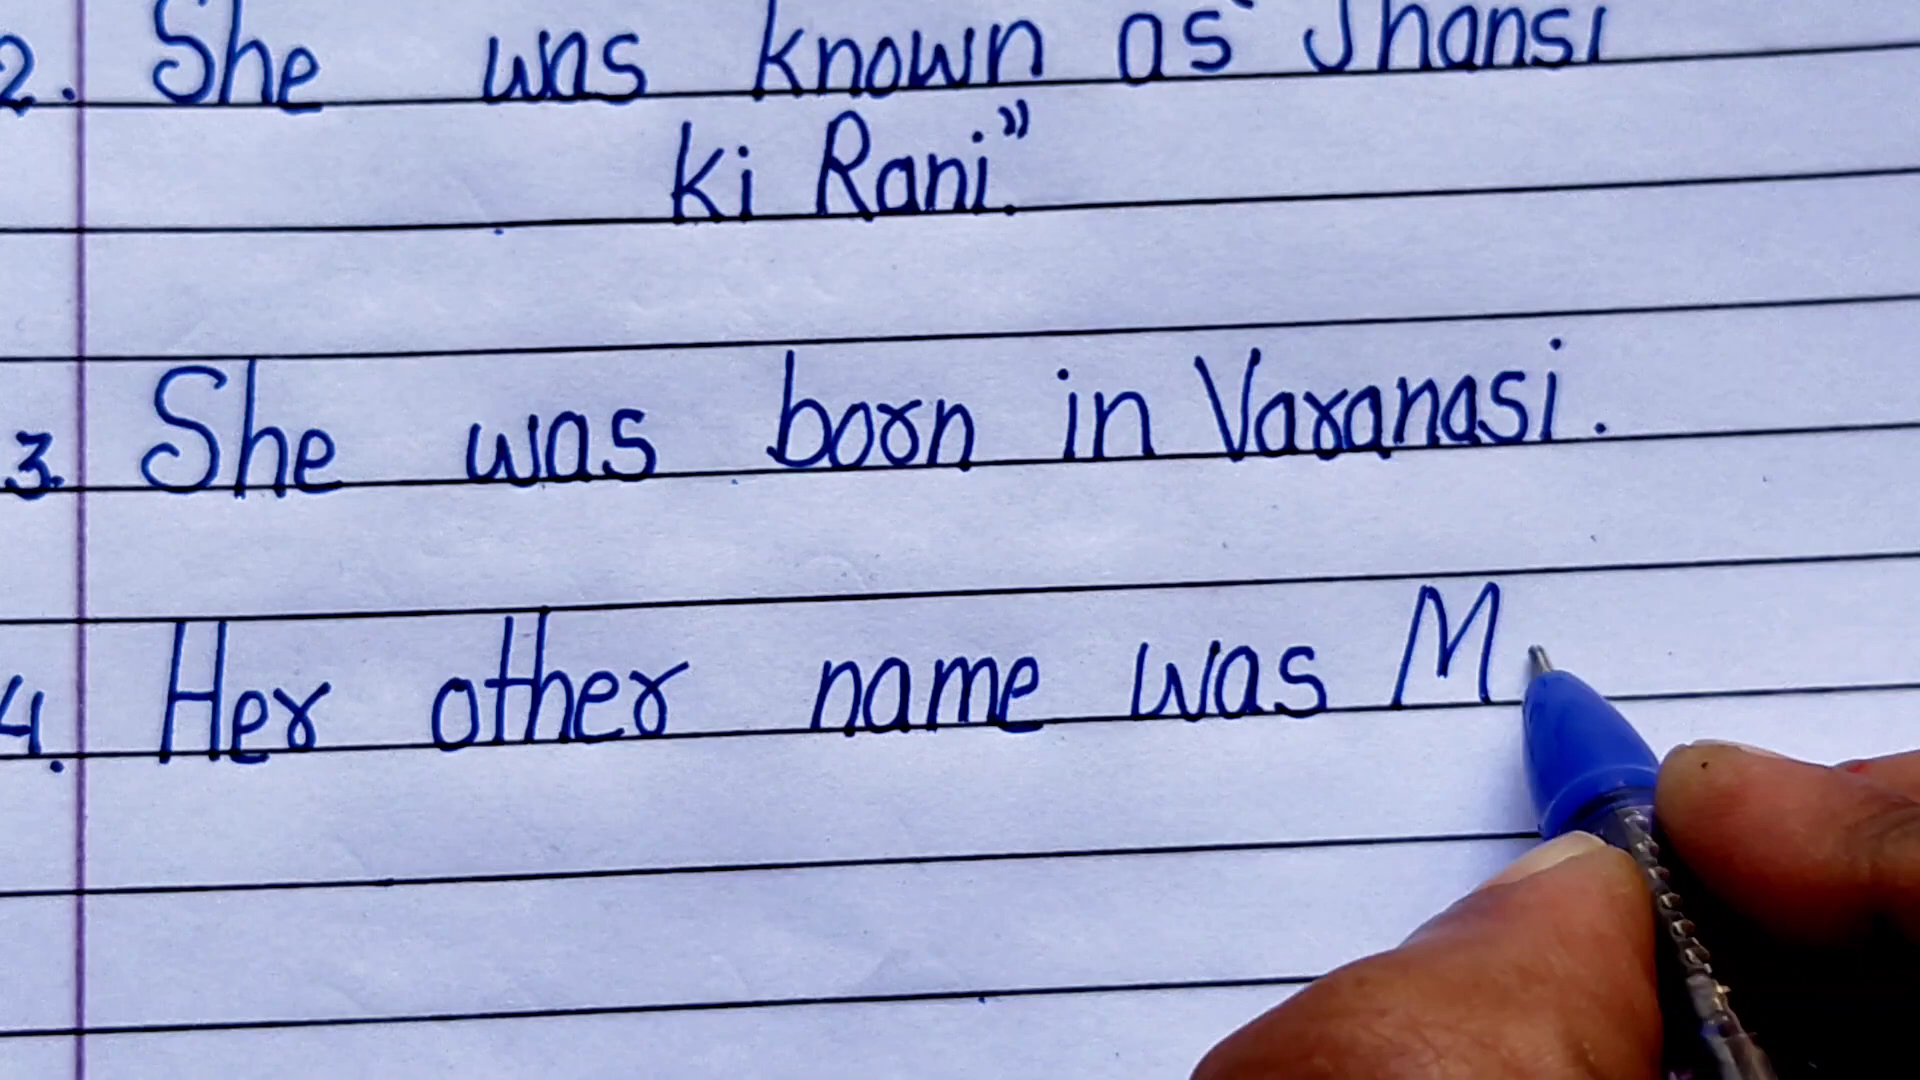 2. She was known as "Jhansi
ki Rani."
3. She was born in Varanasi.
4. Her other name was M